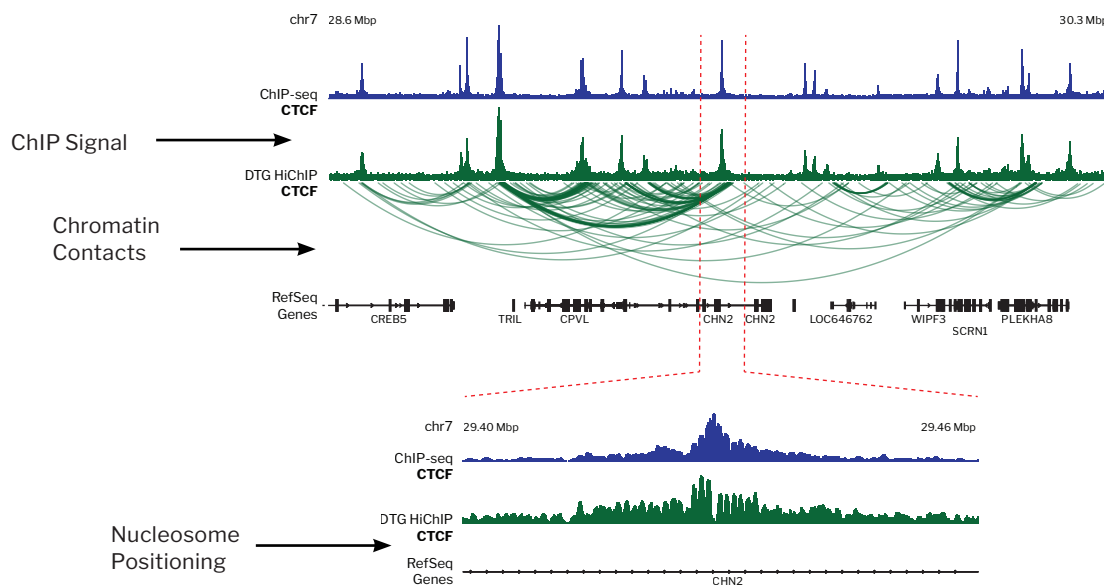 chr7 28.6 Mbp 30.3 Mbp
ChIP-seq
CTCF
ChIP Signal
DTG HiChIP
CTCF
Chromatin
Contacts
RefSeq
Genes
CREB5 TRIL CPVL CHN2 CHN2 LOC646762 WIPF3 PLEKHA8
SCRN1
chr7 29.40 Mbp 29.46 Mbp
ChIP-seq
CTCF
DTG HiChIP
CTCF
Nucleosome
Positioning
RefSeq
Genes
CHN2